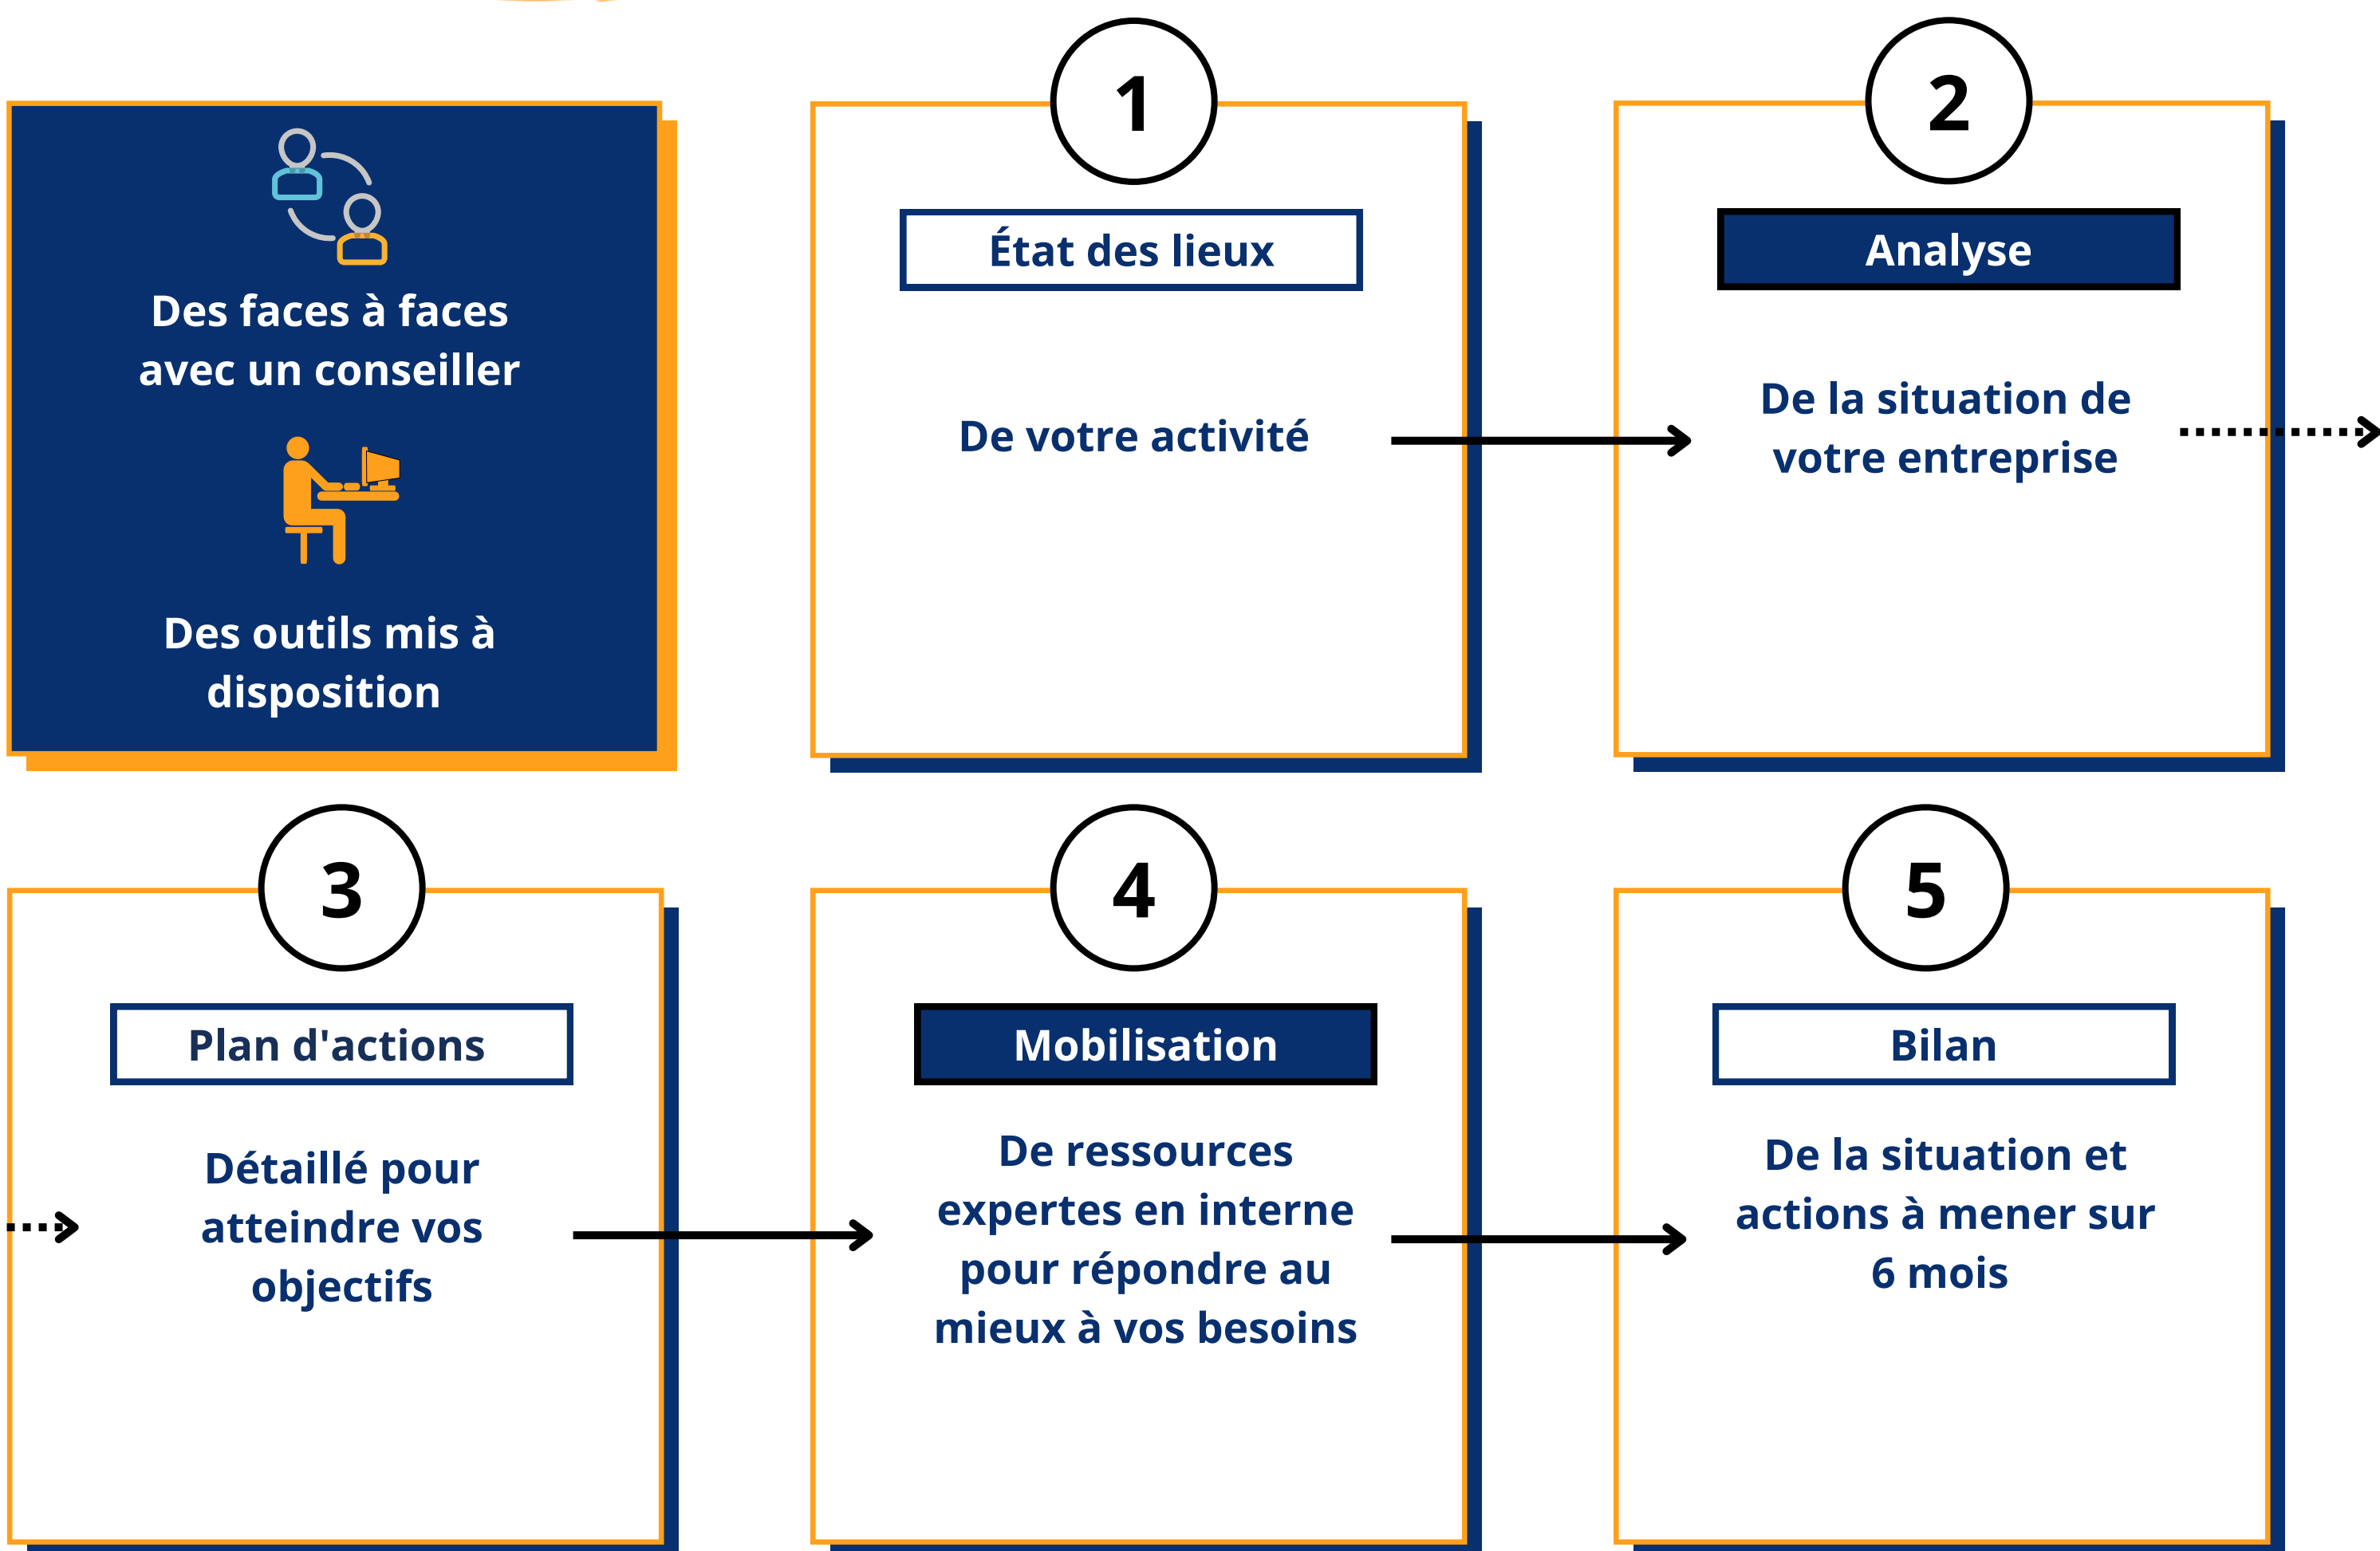 Des faces à faces
avec un conseiller
Des outils mis à
disposition
1
État des lieux
De votre activité
2
Analyse
De la situation de
votre entreprise
3
Plan d'actions
Détaillé pour
atteindre vos
objectifs
4
Mobilisation
De ressources
expertes en interne
pour répondre au
mieux à vos besoins
5
Bilan
De la situation et
actions à mener sur
6 mois